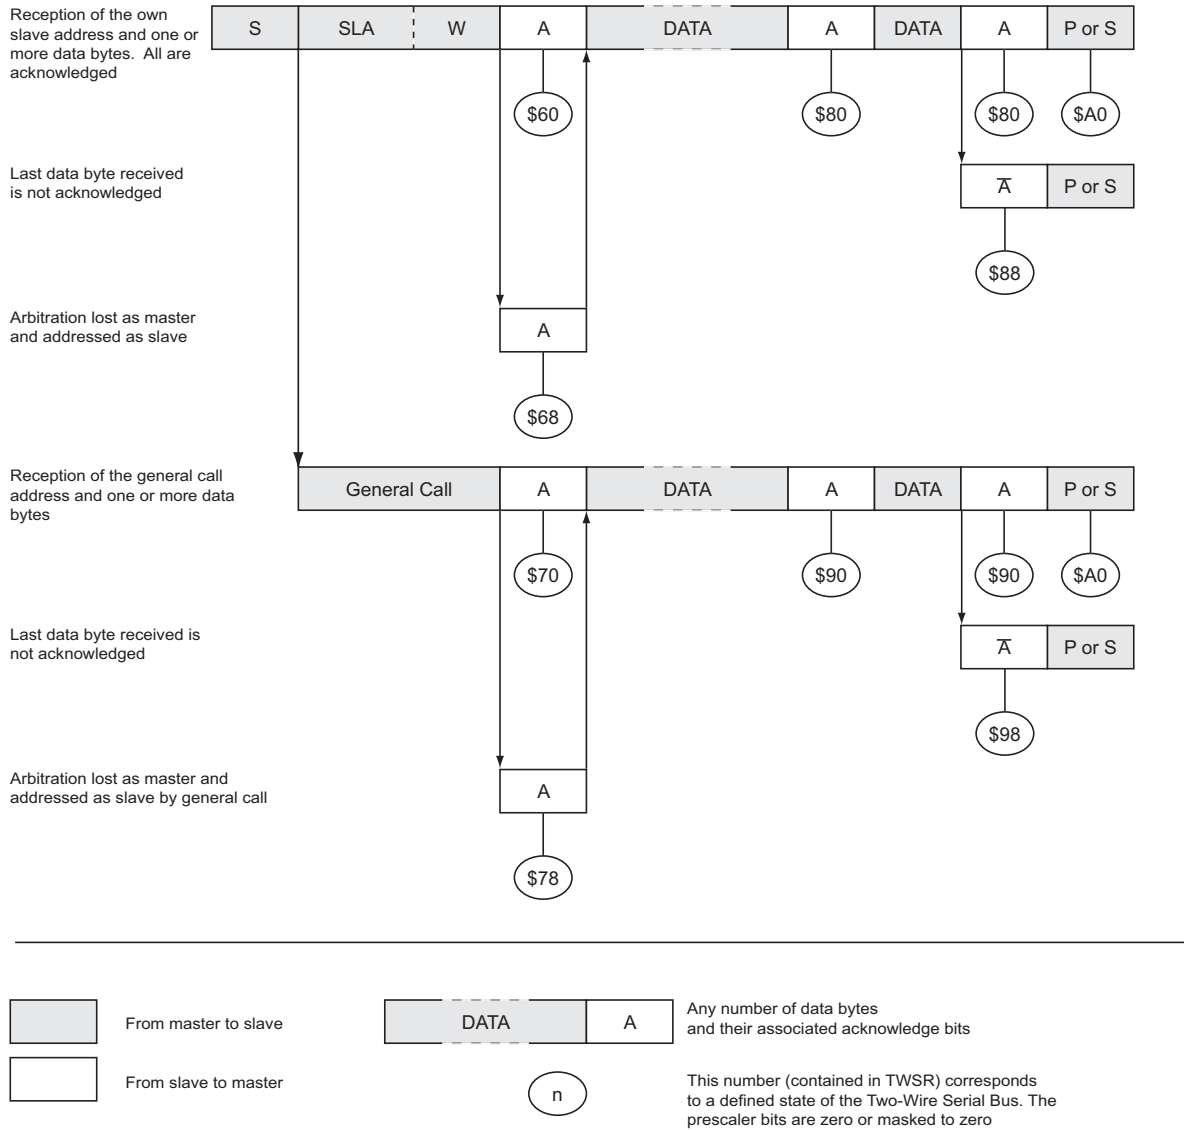 Reception of the own
slave address and one or
more data bytes. All are
acknowledged
S SLA W A DATA A DATA A P or S
$60 $80 $80 $A0
Last data byte received
is not acknowledged
A̅ P or S
$88
Arbitration lost as master
and addressed as slave
A
$68
Reception of the general call
address and one or more data
bytes
General Call A DATA A DATA A P or S
$70 $90 $90 $A0
Last data byte received is
not acknowledged
A̅ P or S
$98
Arbitration lost as master and
addressed as slave by general call
A
$78
From master to slave
From slave to master
DATA A
Any number of data bytes
and their associated acknowledge bits
n
This number (contained in TWSR) corresponds
to a defined state of the Two-Wire Serial Bus. The
prescaler bits are zero or masked to zero